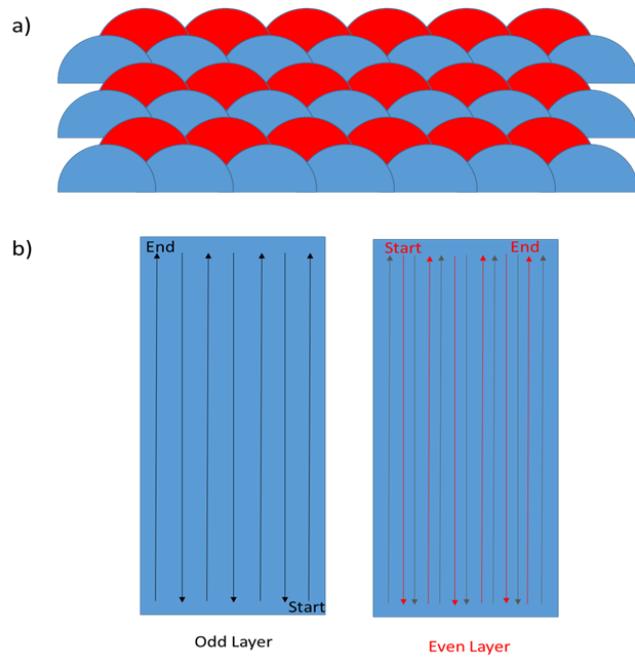 a)
b)
End
Start
Start
End
Odd Layer
Even Layer